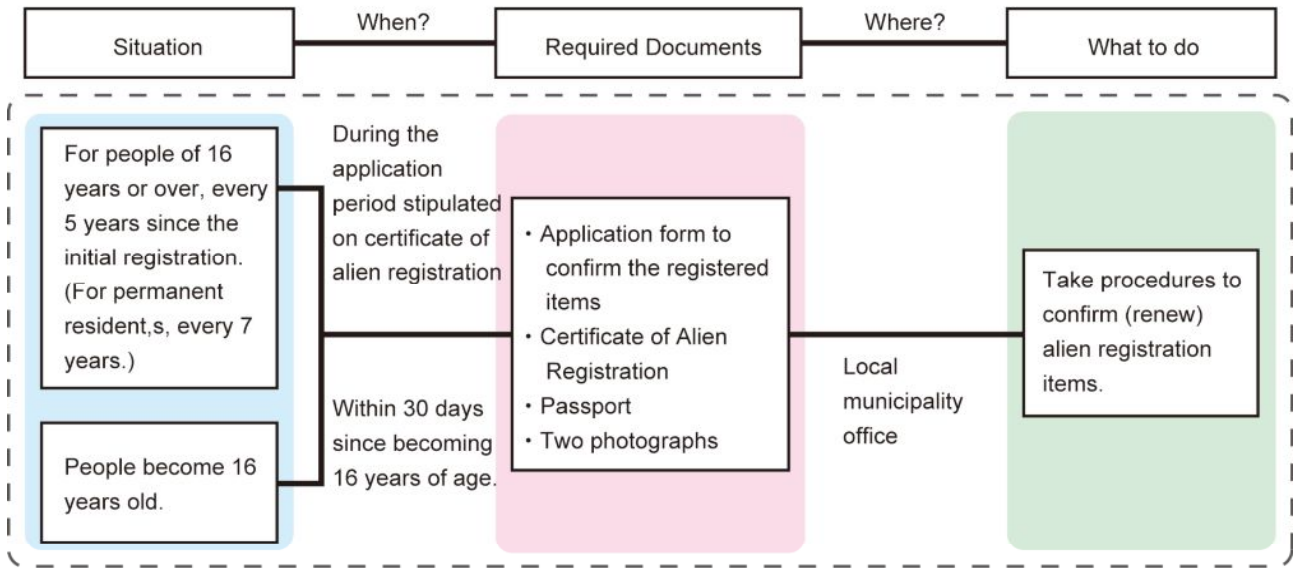 Situation
When?
Required Documents
Where?
What to do
For people of 16
years or over, every
5 years since the
initial registration.
(For permanent
resident,s, every 7
years.)
People become 16
years old.
During the
application
period stipulated
on certificate of
alien registration
Within 30 days
since becoming
16 years of age.
・Application form to
confirm the registered
items
・Certificate of Alien
Registration
・Passport
・Two photographs
Local
municipality
office
Take procedures to
confirm (renew)
alien registration
items.